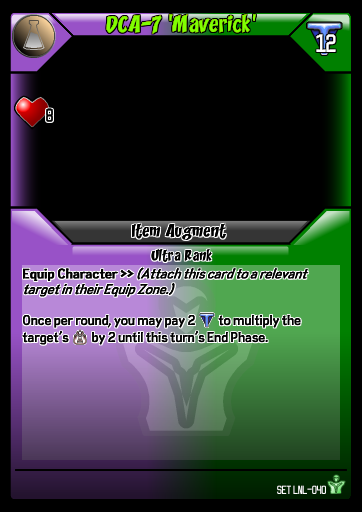 DCA-7 'Maverick'
12
8
Item Augment
Ultra Rank
Equip Character >> (Attach this card to a relevant
target in their Equip Zone.)
Once per round, you may pay 2 to multiply the
target's by 2 until this turn's End Phase.
SET LNL-040